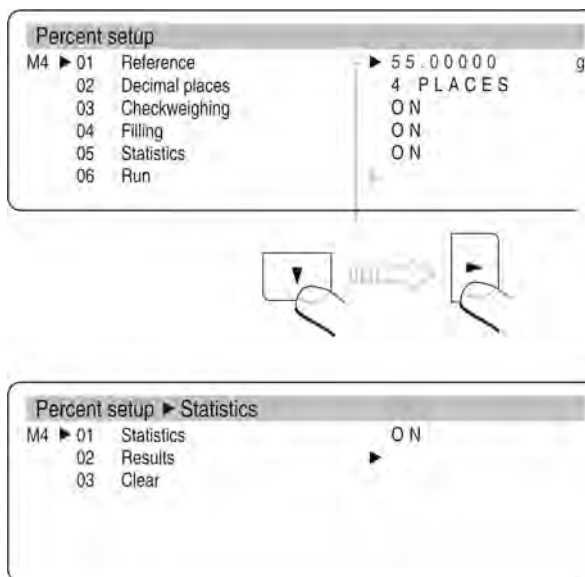 Percent setup
M4 ▶ 01 Reference ▶ 55.00000 g
02 Decimal places 4 PLACES
03 Checkweighing ON
04 Filling ON
05 Statistics ON
06 Run
Percent setup ▶ Statistics
M4 ▶ 01 Statistics ON
02 Results ▶
03 Clear